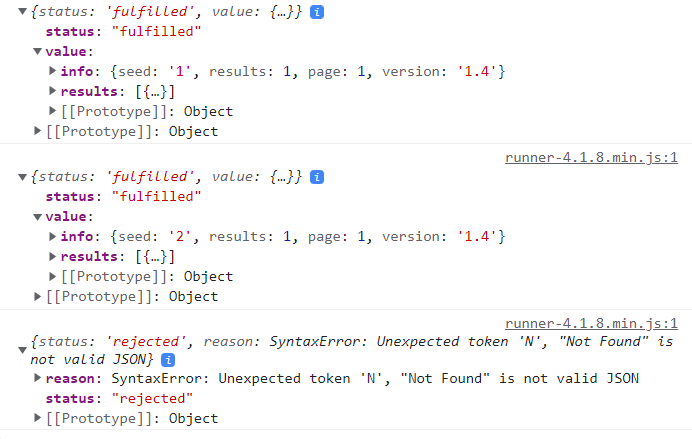 {status: 'fulfilled', value: {…}} i
status: "fulfilled"
value:
info: {seed: '1', results: 1, page: 1, version: '1.4'}
results: [{…}]
[[Prototype]]: Object
[[Prototype]]: Object
runner-4.1.8.min.js:1
{status: 'fulfilled', value: {…}} i
status: "fulfilled"
value:
info: {seed: '2', results: 1, page: 1, version: '1.4'}
results: [{…}]
[[Prototype]]: Object
[[Prototype]]: Object
runner-4.1.8.min.js:1
{status: 'rejected', reason: SyntaxError: Unexpected token 'N', "Not Found" is
not valid JSON} i
reason: SyntaxError: Unexpected token 'N', "Not Found" is not valid JSON
status: "rejected"
[[Prototype]]: Object